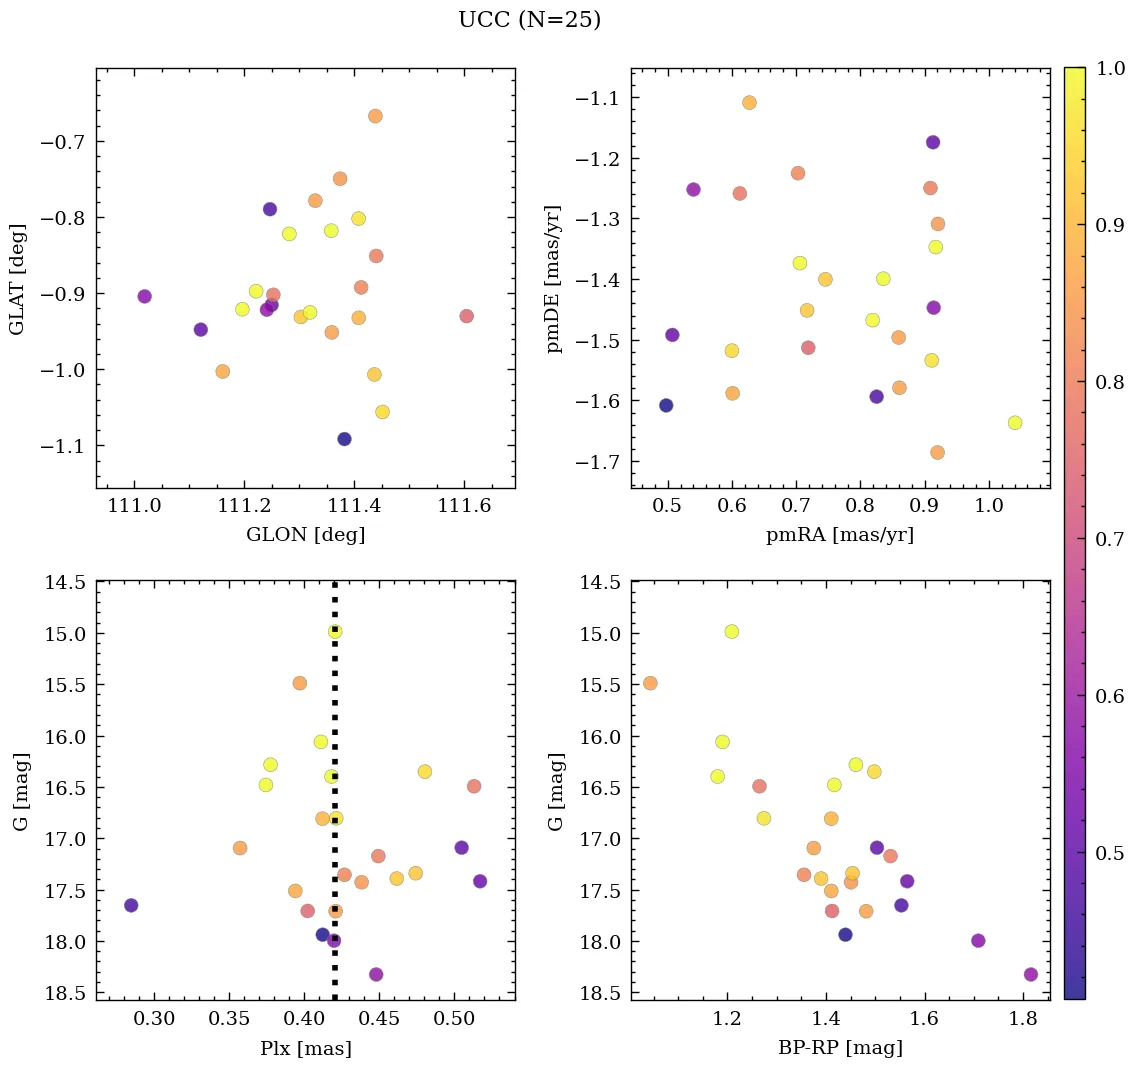 UCC (N=25)
−0.7
−0.8
−0.9
−1.0
−1.1
GLAT [deg]
111.0 111.2 111.4 111.6
GLON [deg]
−1.1
−1.2
−1.3
−1.4
−1.5
−1.6
−1.7
pmDE [mas/yr]
0.5 0.6 0.7 0.8 0.9 1.0
pmRA [mas/yr]
1.0
0.9
0.8
0.7
0.6
0.5
14.5
15.0
15.5
16.0
16.5
17.0
17.5
18.0
18.5
G [mag]
0.30 0.35 0.40 0.45 0.50
Plx [mas]
14.5
15.0
15.5
16.0
16.5
17.0
17.5
18.0
18.5
G [mag]
1.2 1.4 1.6 1.8
BP-RP [mag]